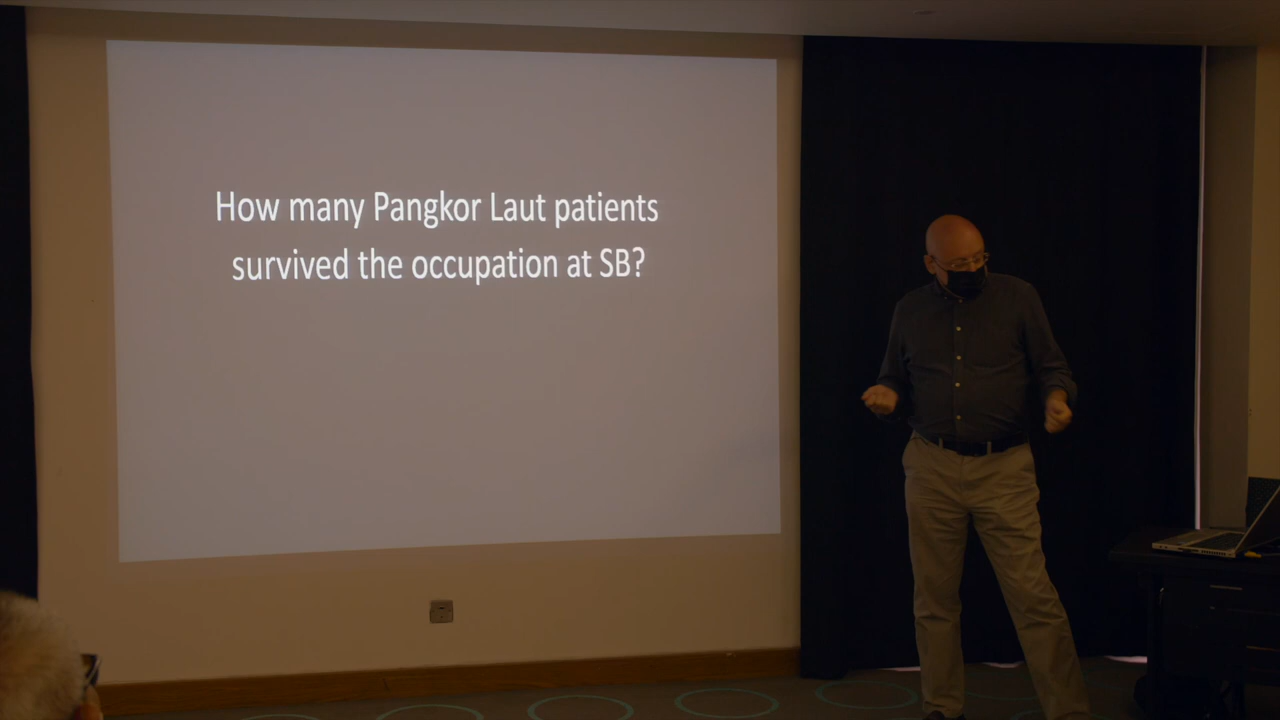 How many Pangkor Laut patients
survived the occupation at SB?